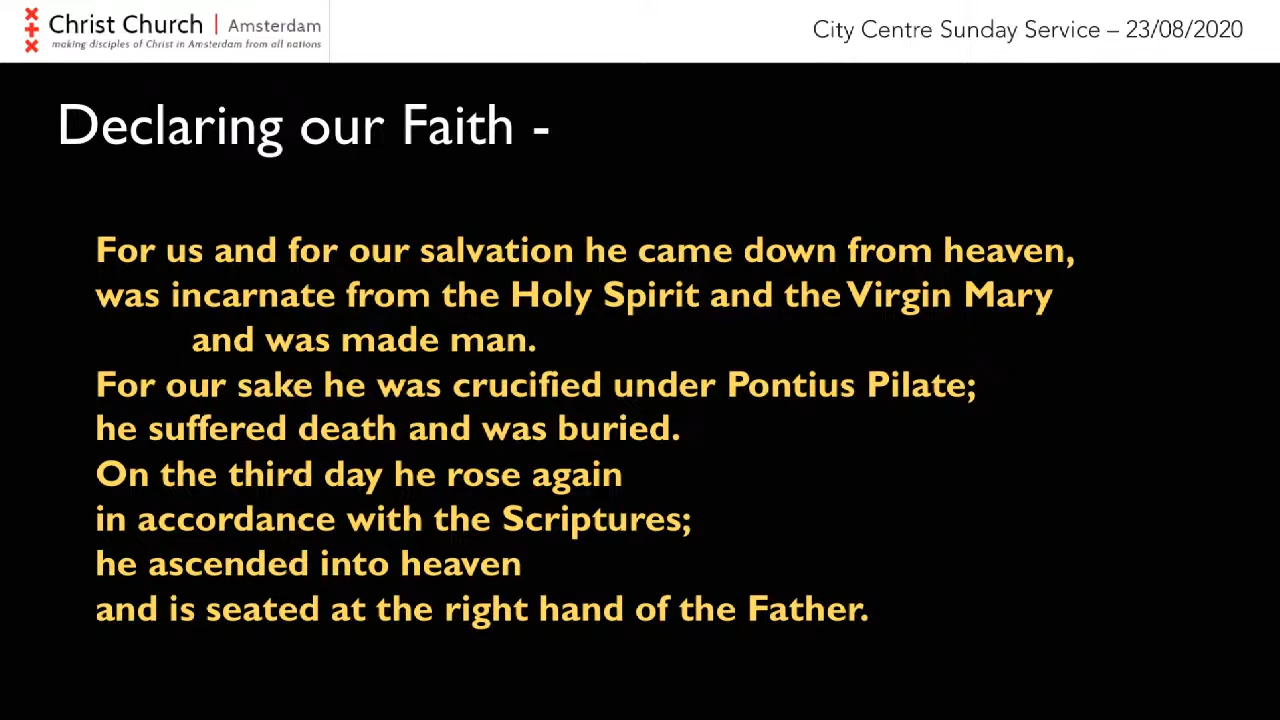 Christ Church | Amsterdam
making disciples of Christ in Amsterdam from all nations
City Centre Sunday Service – 23/08/2020
Declaring our Faith -
For us and for our salvation he came down from heaven,
was incarnate from the Holy Spirit and the Virgin Mary
and was made man.
For our sake he was crucified under Pontius Pilate;
he suffered death and was buried.
On the third day he rose again
in accordance with the Scriptures;
he ascended into heaven
and is seated at the right hand of the Father.